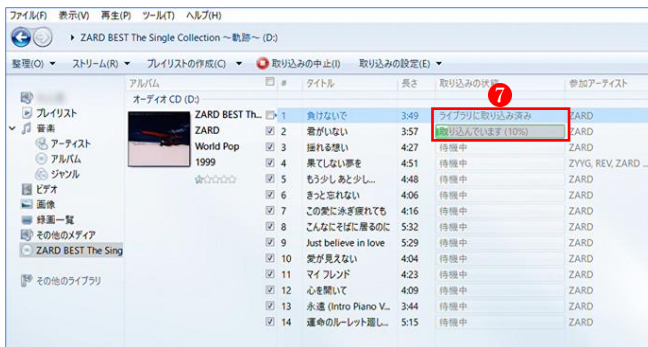 ファイル(F) 表示(V) 再生(P) ツール(T) ヘルプ(H)
ZARD BEST The Single Collection ～軌跡～ (D:)
整理(O) ストリーム(R) プレイリストの作成(C) 取り込みの中止(I) 取り込みの設定(E)
アルバム # タイトル 長さ 取り込みの状 参加アーティスト
7
オーディオ CD (D:)
プレイリスト
音楽
アーティスト
アルバム
ジャンル
ビデオ
画像
録画一覧
その他のメディア
ZARD BEST The Sing
その他のライブラリ
ZARD BEST Th...
ZARD
World Pop
1999
1 負けないで 3:49 ライブラリに取り込み済み ZARD
2 君がいない 3:57 取り込んでいます (10%) ZARD
3 揺れる想い 4:27 待機中 ZARD
4 果てしない夢を 4:51 待機中 ZYYG, REV, ZARD ...
5 もう少し あと少し... 4:48 待機中 ZARD
6 きっと忘れない 4:06 待機中 ZARD
7 この愛に泳ぎ疲れても 4:16 待機中 ZARD
8 こんなにそばに居るのに 5:32 待機中 ZARD
9 Just believe in love 5:29 待機中 ZARD
10 愛が見えない 4:04 待機中 ZARD
11 マイ フレンド 4:23 待機中 ZARD
12 心を開いて 4:09 待機中 ZARD
13 永遠 (Intro Piano V... 3:44 待機中 ZARD
14 運命のルーレット廻し... 5:15 待機中 ZARD